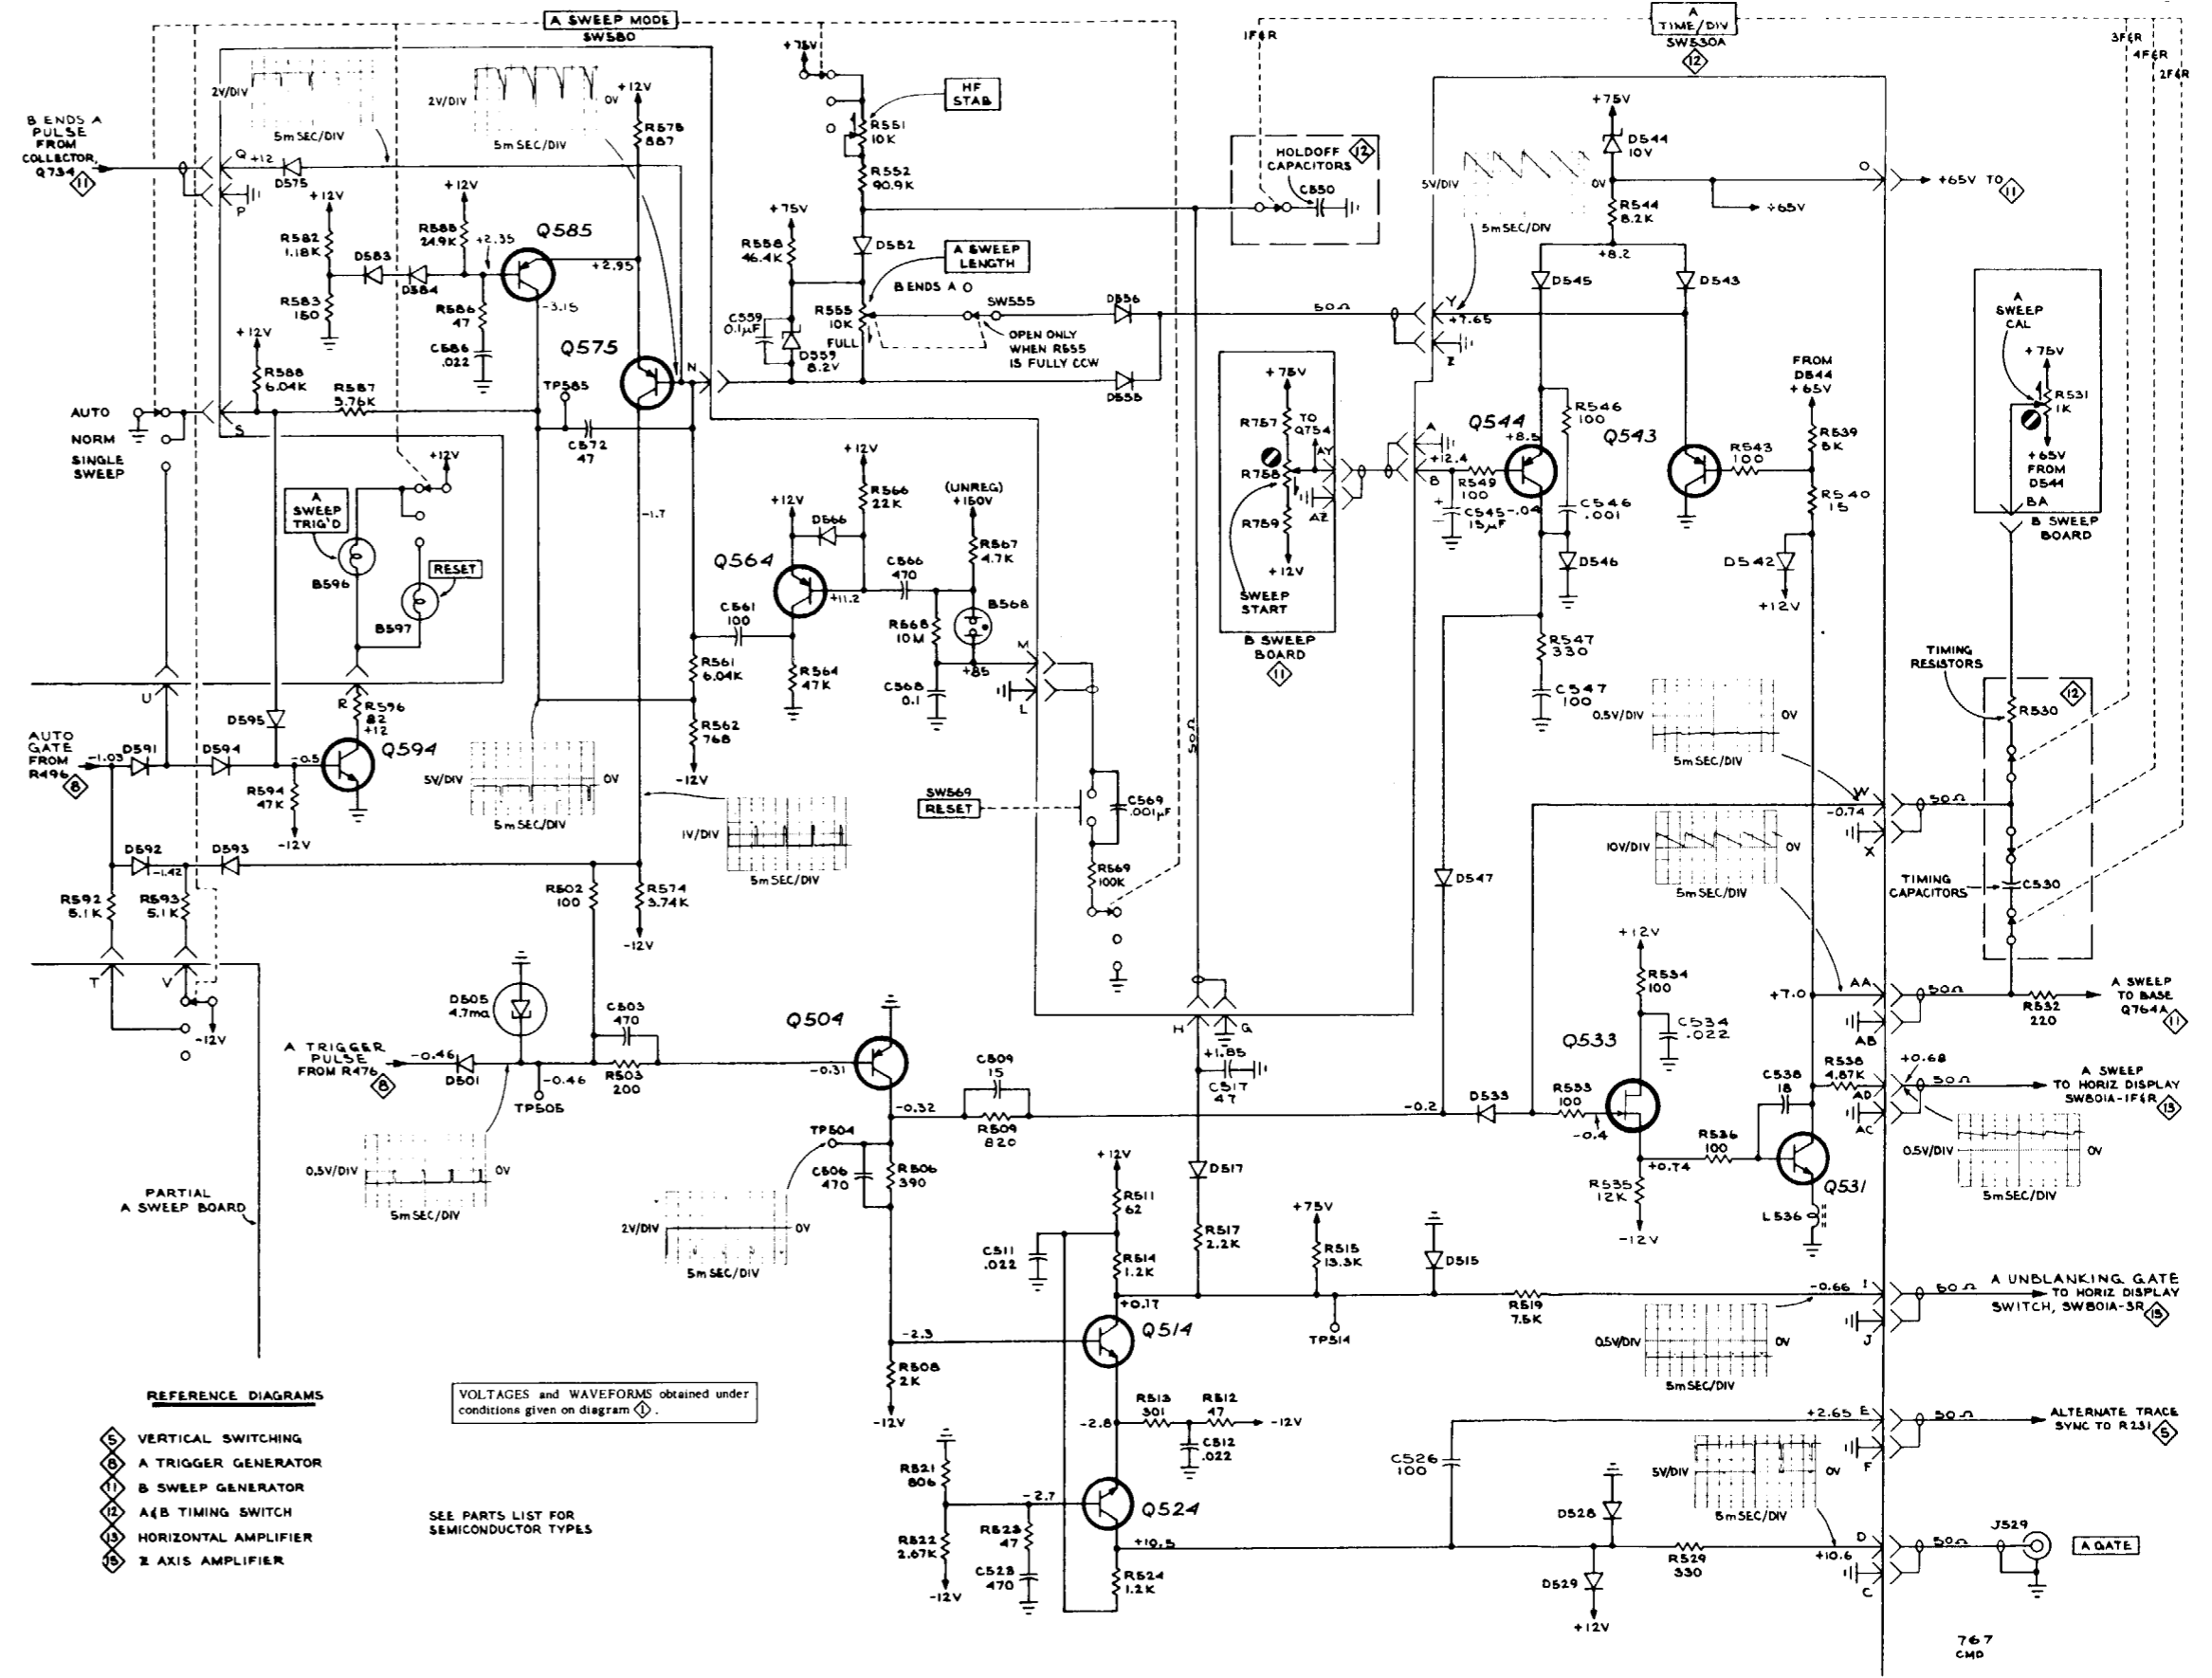 A SWEEP MODE
SW580
A
TIME/DIV
SW530A
12
1F&R
3F&R
4F&R
2F&R
B ENDS A
PULSE
FROM
COLLECTOR,
Q734
11
2V/DIV
5mSEC/DIV
2V/DIV
0V
5mSEC/DIV
+12V
R575
887
Q
+12
D575
P
+12V
R582
1.18K
D583
D584
R583
150
+12V
R585
24.9K
+2.35
Q585
+2.95
-3.15
R586
47
C586
.022
+75V
HF
STAB
R551
10K
R552
90.9K
+75V
R558
46.4K
D552
A SWEEP
LENGTH
B ENDS A
SW555
D556
C559
0.1μF
R555
10K
FULL
D559
8.2V
OPEN ONLY
WHEN R555
IS FULLY CCW
D555
HOLDOFF
CAPACITORS
12
C550
5V/DIV
0V
5mSEC/DIV
+75V
D544
10V
O
+65V TO
11
R544
8.2K
+65V
+8.2
D545
D543
50Ω
Y
+7.65
Z
A
SWEEP
CAL
+75V
R531
1K
+65V
FROM
D544
BA
B SWEEP
BOARD
FROM
D544
+65V
R539
5K
R540
15
D542
+12V
+12V
R588
6.04K
R587
5.76K
S
AUTO
NORM
SINGLE
SWEEP
Q575
N
TP585
C572
47
-1.7
A
SWEEP
TRIG'D
+12V
B596
RESET
B597
+12V
D566
R566
22K
(UNREG)
+150V
R567
4.7K
Q564
+11.2
C566
470
R568
10M
B568
+85
C568
0.1
C561
100
R561
6.04K
R564
47K
R562
768
-12V
M
L
+75V
R757
TO
Q754
AY
R758
AZ
R759
+12V
SWEEP
START
B SWEEP
BOARD
11
A
+12.4
B
R549
100
C545
15μF
Q544
+8.5
-.04
R546
100
C546
.001
D546
Q543
R543
100
R547
330
C547
100
0.5V/DIV
0V
5mSEC/DIV
TIMING
RESISTORS
12
R530
U
R
R596
82
+12
D595
Q594
AUTO
GATE
FROM
R496
8
-1.03
D591
D594
-0.5
R594
47K
-12V
5V/DIV
0V
5mSEC/DIV
1V/DIV
5mSEC/DIV
SW569
RESET
C569
.001μF
R569
100K
50Ω
W
-0.74
X
50Ω
10V/DIV
0V
5mSEC/DIV
TIMING
CAPACITORS
C530
D592
D593
-1.42
R592
5.1K
R593
5.1K
R502
100
R574
3.74K
-12V
T
V
-12V
D547
+12V
R534
100
C534
.022
Q533
+7.0
AA
50Ω
R532
220
A SWEEP
TO BASE
Q764A
11
AB
D505
4.7ma
C503
470
Q504
A TRIGGER
PULSE
FROM R476
8
-0.46
D501
-0.46
TP505
R503
200
-0.31
H
G
+1.85
C517
47
-0.32
C509
15
R509
820
-0.2
D533
R533
100
-0.4
R538
4.87K
C538
18
+0.68
AD
50Ω
A SWEEP
TO HORIZ DISPLAY
SW801A-1F&R
13
AC
TP504
C506
470
R506
390
0.5V/DIV
0V
5mSEC/DIV
2V/DIV
0V
5mSEC/DIV
+12V
R511
62
D517
C511
.022
R514
1.2K
R517
2.2K
+75V
R515
13.3K
D515
+0.74
R536
100
Q531
R535
12K
-12V
L536
0.5V/DIV
0V
5mSEC/DIV
PARTIAL
A SWEEP BOARD
+0.17
Q514
TP514
R519
7.5K
-0.66
I
50Ω
A UNBLANKING GATE
TO HORIZ DISPLAY
SWITCH, SW801A-3R
15
J
0.5V/DIV
0V
5mSEC/DIV
-2.3
R508
2K
-12V
-2.8
R513
301
R512
47
-12V
C512
.022
+2.65
E
50Ω
ALTERNATE TRACE
SYNC TO R231
5
F
REFERENCE DIAGRAMS
5 VERTICAL SWITCHING
8 A TRIGGER GENERATOR
11 B SWEEP GENERATOR
12 A&B TIMING SWITCH
13 HORIZONTAL AMPLIFIER
15 Z AXIS AMPLIFIER
VOLTAGES and WAVEFORMS obtained under
conditions given on diagram 1.
SEE PARTS LIST FOR
SEMICONDUCTOR TYPES
R521
806
-2.7
Q524
R522
2.67K
-12V
R523
47
C523
470
+10.5
R524
1.2K
C526
100
5V/DIV
0V
5mSEC/DIV
D528
D529
+12V
R529
330
D
+10.6
C
50Ω
J529
A GATE
767
CMD